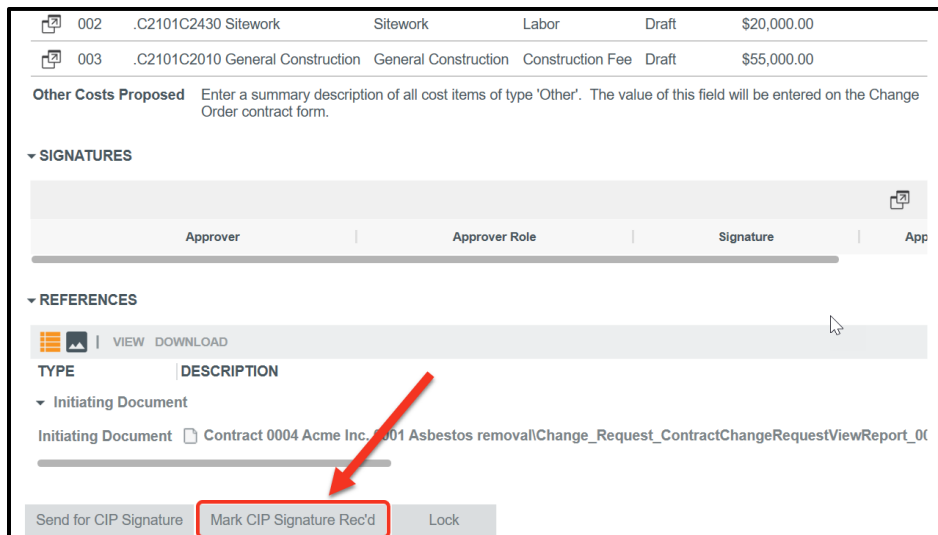 002 .C2101C2430 Sitework Sitework Labor Draft $20,000.00
003 .C2101C2010 General Construction General Construction Construction Fee Draft $55,000.00
Other Costs Proposed Enter a summary description of all cost items of type 'Other'. The value of this field will be entered on the Change
Order contract form.
SIGNATURES
Approver Approver Role Signature App
REFERENCES
VIEW DOWNLOAD
TYPE DESCRIPTION
Initiating Document
Initiating Document Contract 0004 Acme Inc. 0001 Asbestos removal\Change_Request_ContractChangeRequestViewReport_00
Send for CIP Signature Mark CIP Signature Rec'd Lock